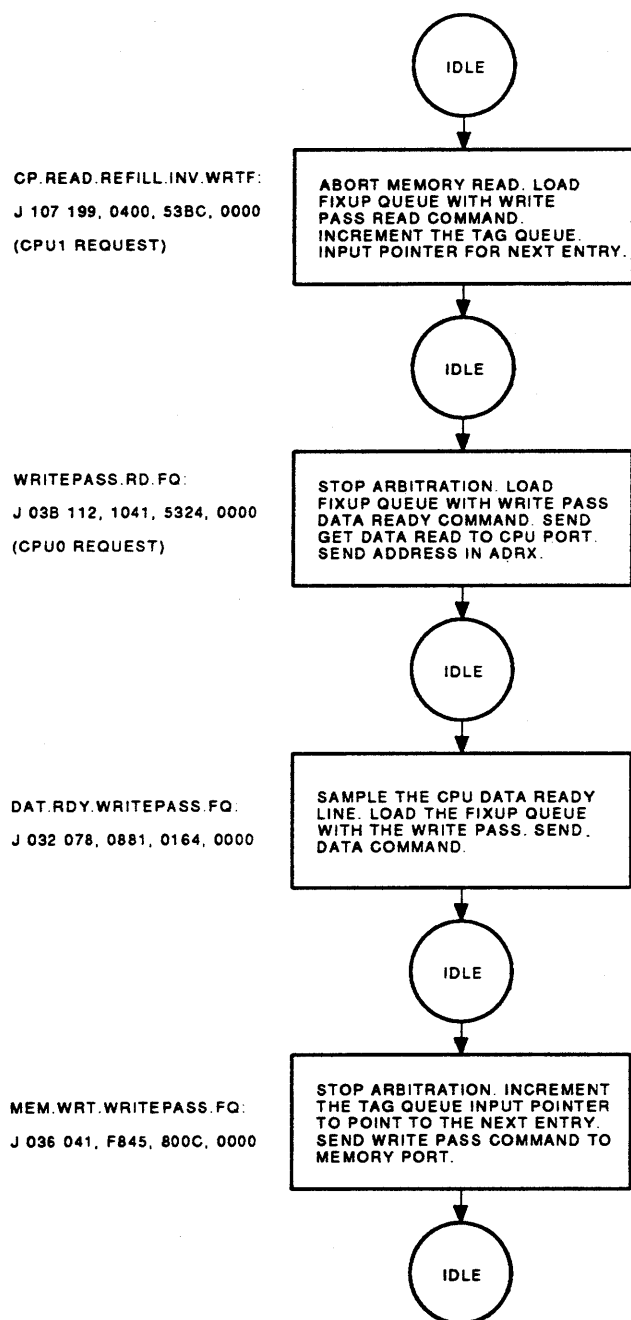 IDLE
CP.READ.REFILL.INV.WRTF:
J 107 199, 0400, 53BC, 0000
(CPU1 REQUEST)
ABORT MEMORY READ. LOAD
FIXUP QUEUE WITH WRITE
PASS READ COMMAND.
INCREMENT THE TAG QUEUE.
INPUT POINTER FOR NEXT ENTRY.
IDLE
WRITEPASS.RD.FQ:
J 03B 112, 1041, 5324, 0000
(CPU0 REQUEST)
STOP ARBITRATION. LOAD
FIXUP QUEUE WITH WRITE PASS
DATA READY COMMAND. SEND
GET DATA READ TO CPU PORT.
SEND ADDRESS IN ADRX.
IDLE
DAT.RDY.WRITEPASS.FQ:
J 032 078, 0881, 0164, 0000
SAMPLE THE CPU DATA READY
LINE. LOAD THE FIXUP QUEUE
WITH THE WRITE PASS. SEND.
DATA COMMAND.
IDLE
MEM.WRT.WRITEPASS.FQ:
J 036 041, F845, 800C, 0000
STOP ARBITRATION. INCREMENT
THE TAG QUEUE INPUT POINTER
TO POINT TO THE NEXT ENTRY.
SEND WRITE PASS COMMAND TO
MEMORY PORT.
IDLE